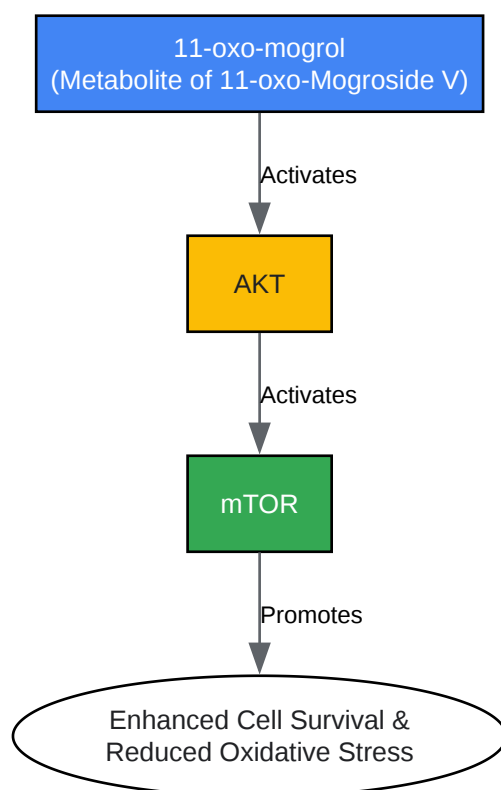 11-oxo-mogrol
(Metabolite of 11-oxo-Mogroside V)
Activates
AKT
Activates
mTOR
Promotes
Enhanced Cell Survival &
Reduced Oxidative Stress